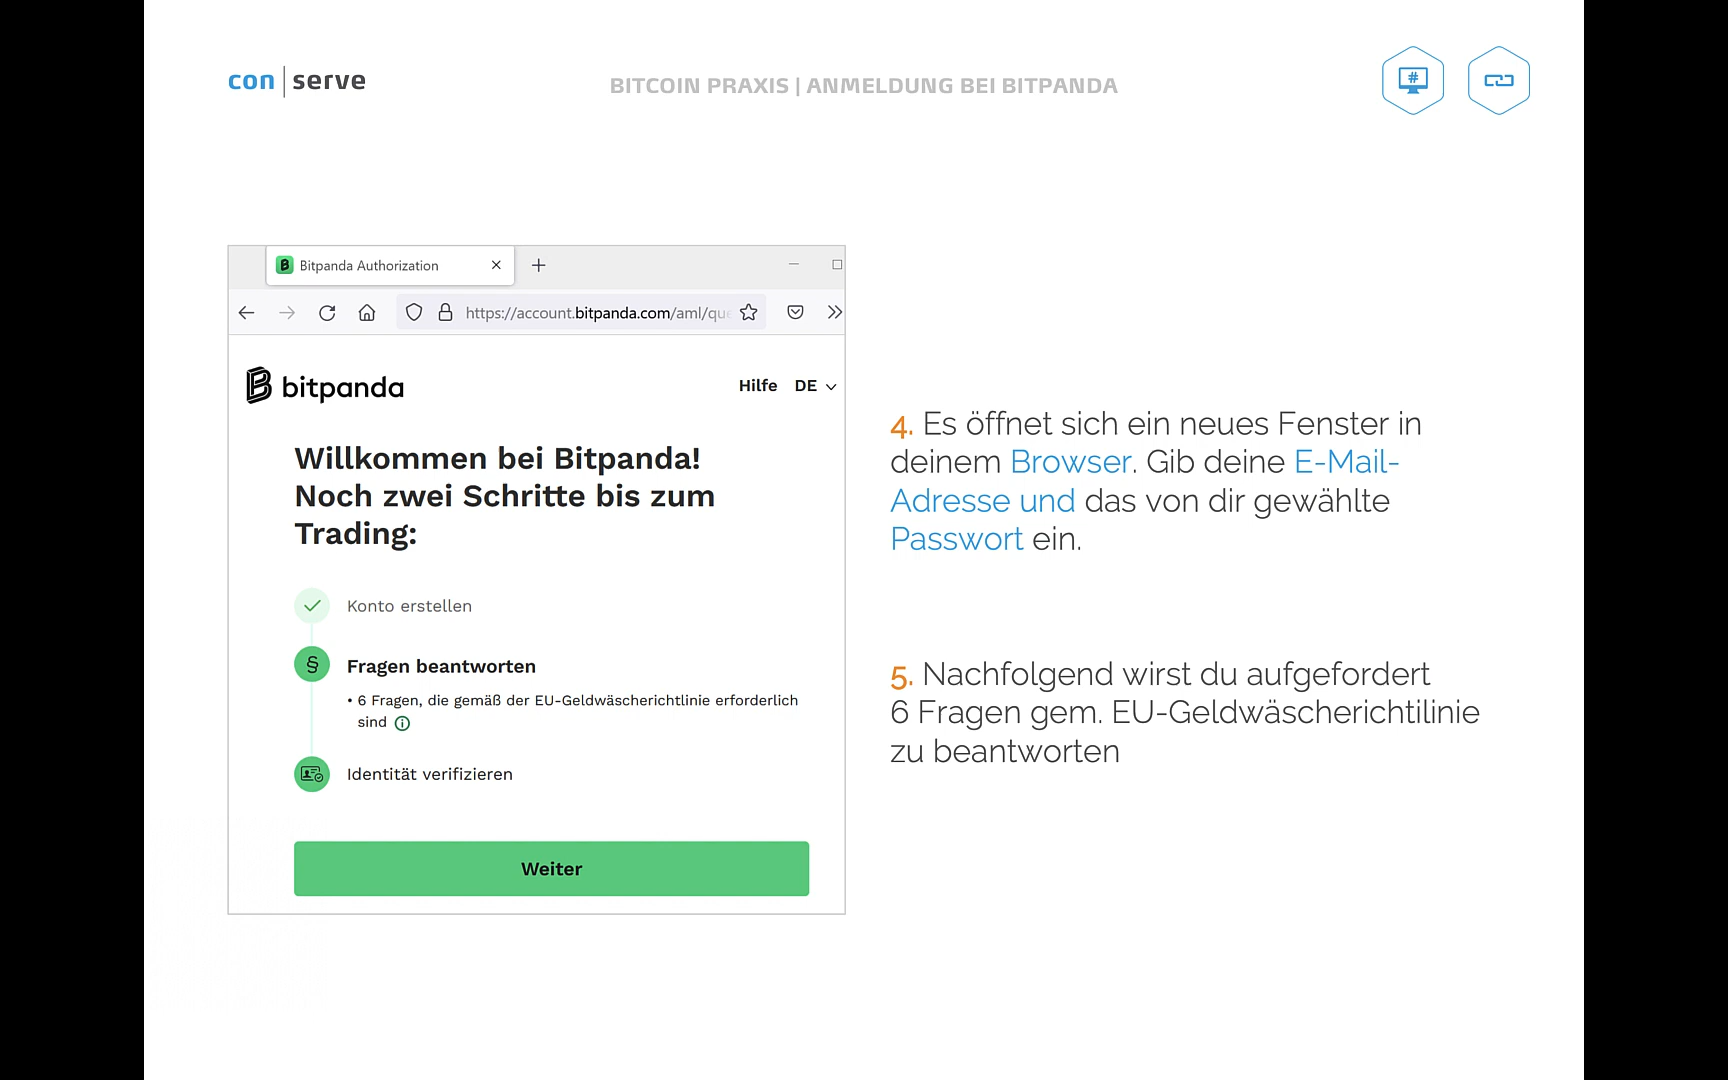 con serve
BITCOIN PRAXIS | ANMELDUNG BEI BITPANDA
#
Bitpanda Authorization
https://account.bitpanda.com/aml/que
bitpanda
Hilfe DE
Willkommen bei Bitpanda!
Noch zwei Schritte bis zum
Trading:
Konto erstellen
§ Fragen beantworten
• 6 Fragen, die gemäß der EU-Geldwäscherichtlinie erforderlich
sind
Identität verifizieren
Weiter
4. Es öffnet sich ein neues Fenster in
deinem Browser. Gib deine E-Mail-
Adresse und das von dir gewählte
Passwort ein.
5. Nachfolgend wirst du aufgefordert
6 Fragen gem. EU-Geldwäscherichtilinie
zu beantworten